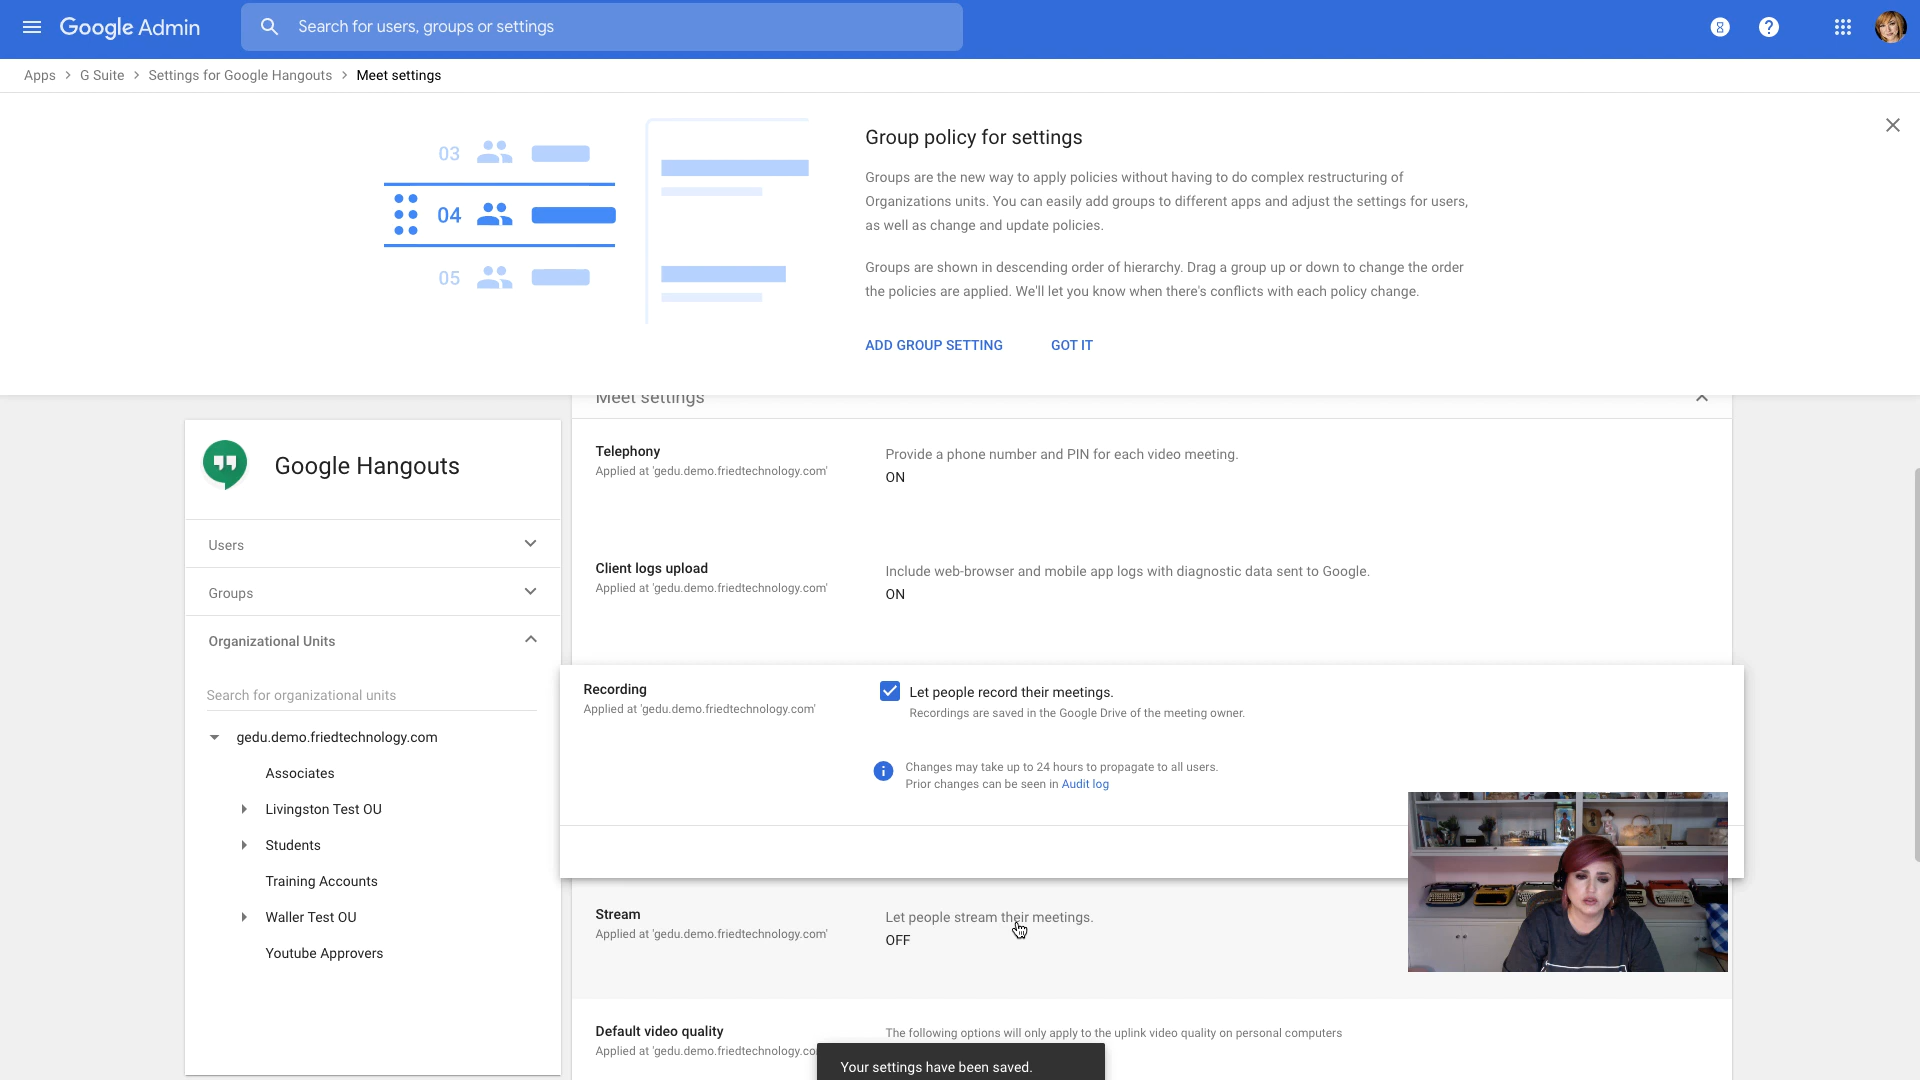 Google Admin
Search for users, groups or settings
Apps > G Suite > Settings for Google Hangouts > Meet settings
03
04
05
Group policy for settings
Groups are the new way to apply policies without having to do complex restructuring of
Organizations units. You can easily add groups to different apps and adjust the settings for users,
as well as change and update policies.
Groups are shown in descending order of hierarchy. Drag a group up or down to change the order
the policies are applied. We'll let you know when there's conflicts with each policy change.
ADD GROUP SETTING GOT IT
Google Hangouts
Users
Groups
Organizational Units
Search for organizational units
gedu.demo.friedtechnology.com
Associates
Livingston Test OU
Students
Training Accounts
Waller Test OU
Youtube Approvers
Meet settings
Telephony
Applied at 'gedu.demo.friedtechnology.com'
Provide a phone number and PIN for each video meeting.
ON
Client logs upload
Applied at 'gedu.demo.friedtechnology.com'
Include web-browser and mobile app logs with diagnostic data sent to Google.
ON
Recording
Applied at 'gedu.demo.friedtechnology.com'
Let people record their meetings.
Recordings are saved in the Google Drive of the meeting owner.
Changes may take up to 24 hours to propagate to all users.
Prior changes can be seen in Audit log
Stream
Applied at 'gedu.demo.friedtechnology.com'
Let people stream their meetings.
OFF
Default video quality
Applied at 'gedu.demo.friedtechnology.co
The following options will only apply to the uplink video quality on personal computers
Your settings have been saved.